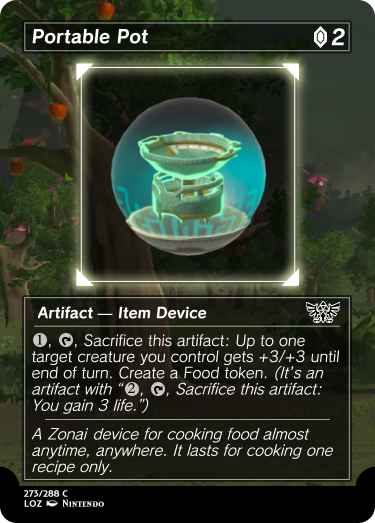 Portable Pot 2
Artifact — Item Device
1, T, Sacrifice this artifact: Up to one
target creature you control gets +3/+3 until
end of turn. Create a Food token. (It's an
artifact with “2, T, Sacrifice this artifact:
You gain 3 life.”)
A Zonai device for cooking food almost
anytime, anywhere. It lasts for cooking one
recipe only.
273/288 C
LOZ Nintendo